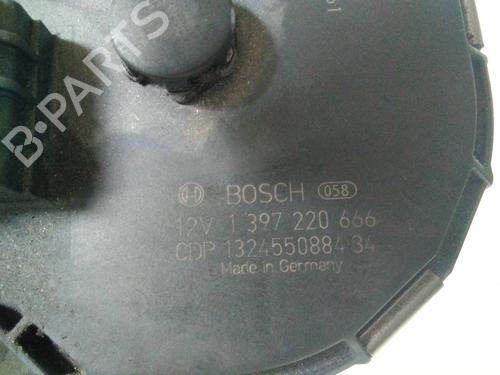 B-PARTS
BOSCH 058
12V 1 397 220 666
CDP 1324550884 34
Made in Germany